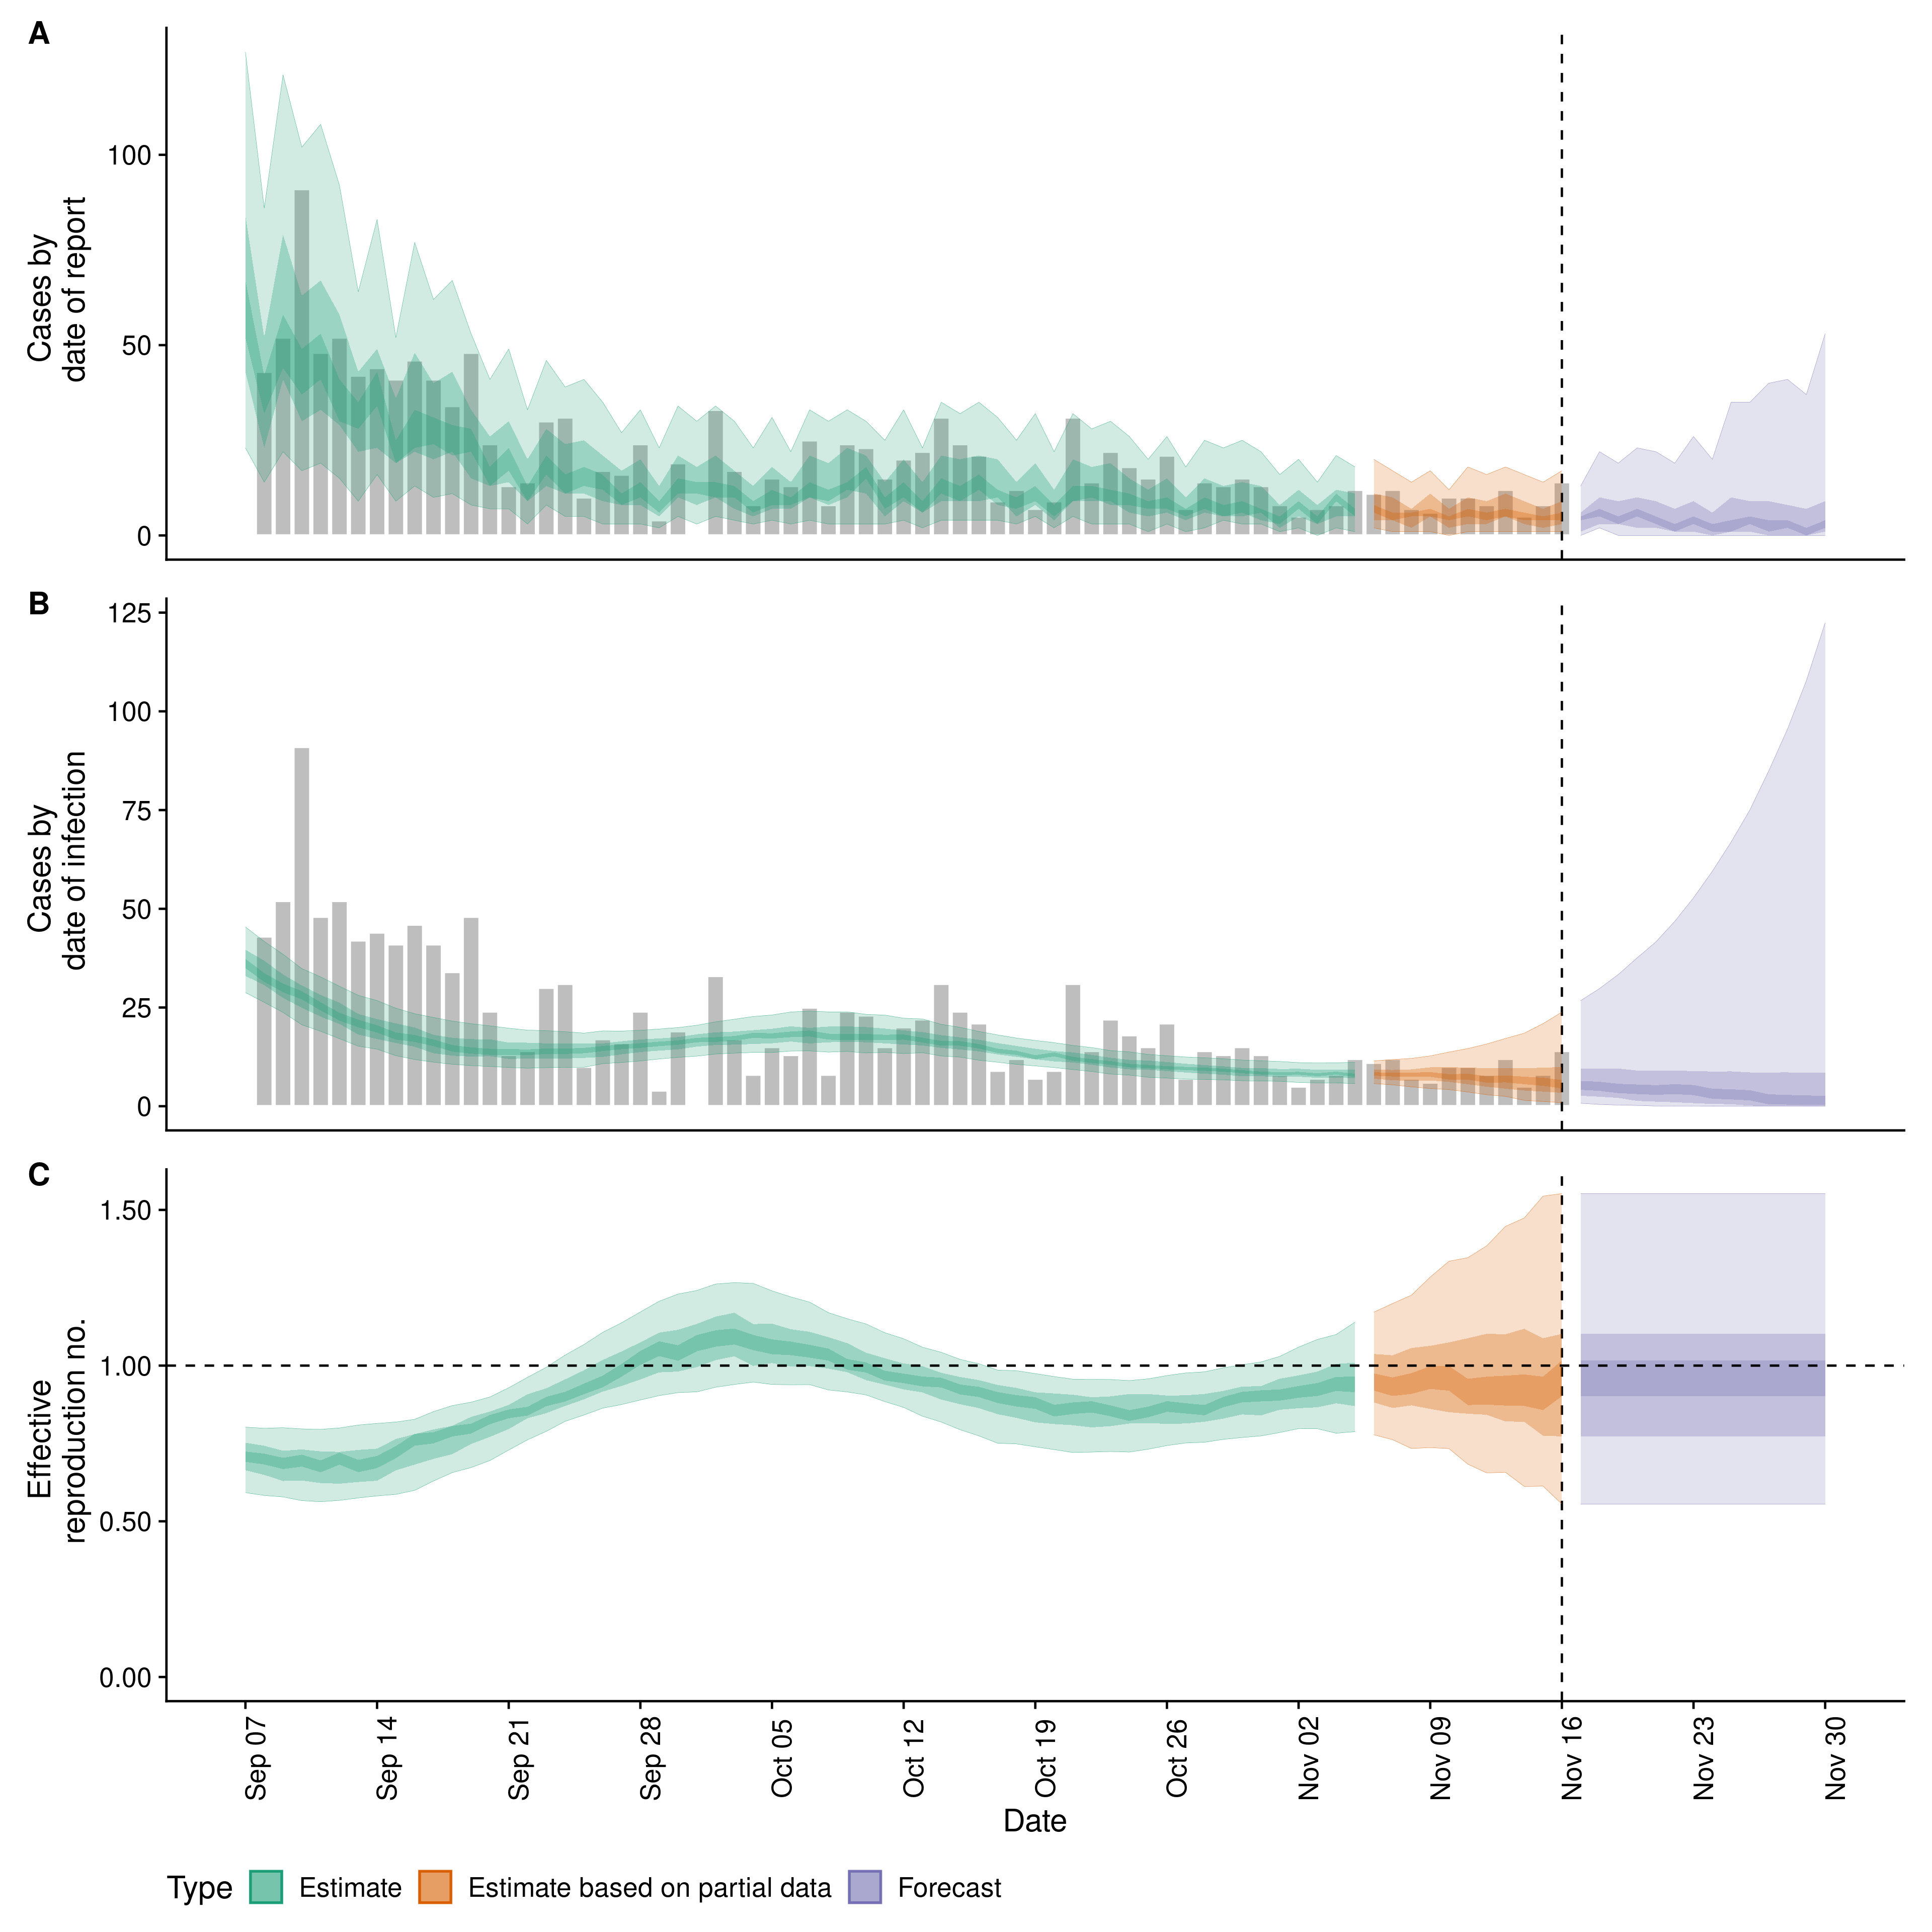 A
Cases by
date of report
100
50
0
B
Cases by
date of infection
125
100
75
50
25
0
C
Effective
reproduction no.
1.50
1.00
0.50
0.00
Sep 07
Sep 14
Sep 21
Sep 28
Oct 05
Oct 12
Oct 19
Oct 26
Nov 02
Nov 09
Nov 16
Nov 23
Nov 30
Date
Type Estimate Estimate based on partial data Forecast